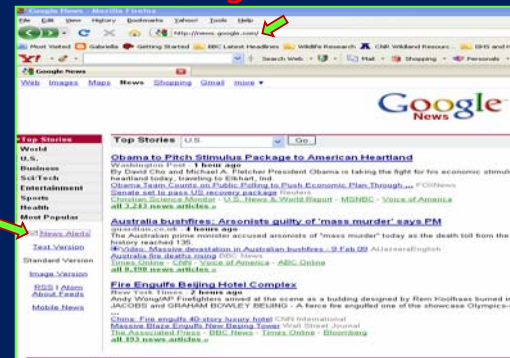 Google News - Mozilla Firefox
File Edit View History Bookmarks Yahoo! Tools Help
http://news.google.com/
Most Visited Gabriella Getting Started BBC Latest Headlines Wildlife Research CNR Wildland Resourc... EHS and H
Y! Search Web Mail Shopping Personals
Google News
Web Images Maps News Shopping Gmail more ▼
Google
News
Top Stories
World
U.S.
Business
Sci/Tech
Entertainment
Sports
Health
Most Popular
News Alerts
Text Version
Standard Version
Image Version
RSS | Atom
About Feeds
Mobile News
Top Stories U.S. Go
Obama to Pitch Stimulus Package to American Heartland
Washington Post - 1 hour ago
By David Cho and Michael A. Fletcher President Obama is taking the fight for his economic stimul
heartland today, traveling to Elkhart, Ind.
Obama Team Counts on Public Polling to Push Economic Plan Through ... FOXNews
Senate set to pass US recovery package Reuters
Christian Science Monitor - U.S. News & World Report - MSNBC - Voice of America
all 3,243 news articles »
Australia bushfires: Arsonists guilty of 'mass murder' says PM
guardian.co.uk - 4 hours ago
The Australian prime minister accused arsonists of "mass murder" today as the death toll from the
history reached 135.
Video: Massive devastation in Australian bushfires - 9 Feb 09 AlJazeeraEnglish
Australia fire deaths rising BBC News
Times Online - CNN - Voice of America - ABC Online
all 8,198 news articles »
Fire Engulfs Beijing Hotel Complex
New York Times - 2 hours ago
Andy Wong/AP Firefighters arrived at the scene as a building designed by Rem Koolhaas burned in
JACOBS and GRAHAM BOWLEY BEIJING - A fierce fire engulfed one of the showcase Olympics-
...
China: Fire engulfs 40-story luxury hotel CNN International
Massive Blaze Engulfs New Beijing Tower Wall Street Journal
The Associated Press - BBC News - Times Online - Bloomberg
all 193 news articles »